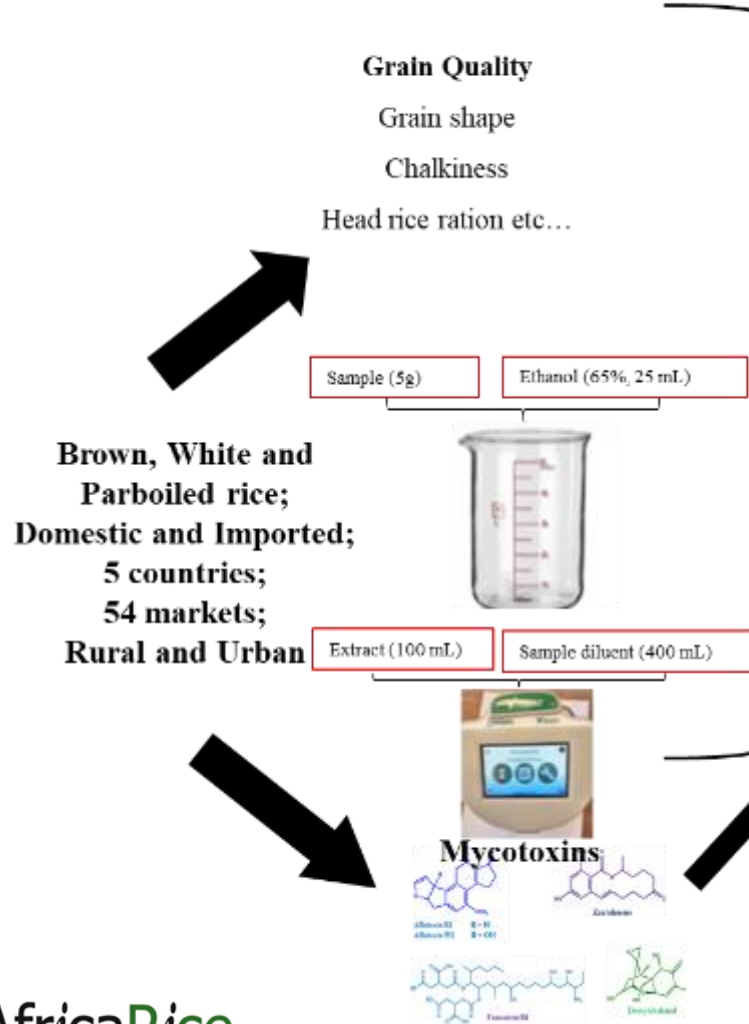 Grain Quality
Grain shape
Chalkiness
Head rice ration etc…
Sample (5g)
Ethanol (65%, 25 mL)
Brown, White and
Parboiled rice;
Domestic and Imported;
5 countries;
54 markets;
Rural and Urban
Extract (100 mL)
Sample diluent (400 mL)
Mycotoxins
AfricaRice